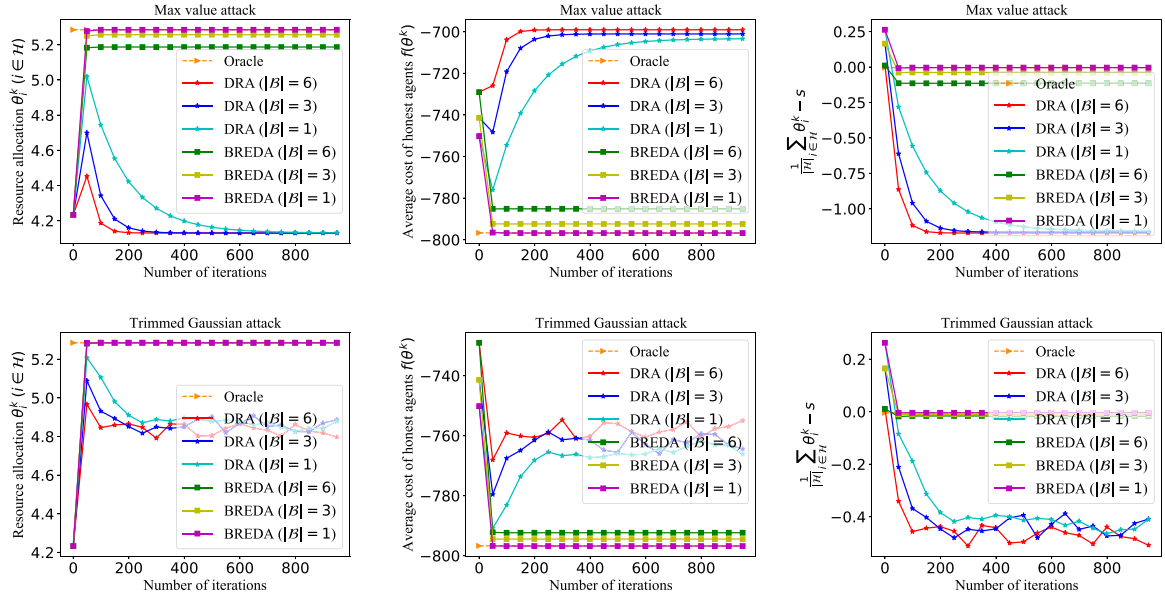 Max value attack
Resource allocation θ_i^k (i ∈ ℋ)
5.2
5.0
4.8
4.6
4.4
4.2
0
200
400
600
800
Number of iterations
Oracle
DRA (|ℬ| = 6)
DRA (|ℬ| = 3)
DRA (|ℬ| = 1)
BREDA (|ℬ| = 6)
BREDA (|ℬ| = 3)
BREDA (|ℬ| = 1)
Max value attack
Average cost of honest agents f(θ^k)
−700
−720
−740
−760
−780
−800
0
200
400
600
800
Number of iterations
Oracle
DRA (|ℬ| = 6)
DRA (|ℬ| = 3)
DRA (|ℬ| = 1)
BREDA (|ℬ| = 6)
BREDA (|ℬ| = 3)
BREDA (|ℬ| = 1)
Max value attack
1/|ℋ| ∑_{i∈ℋ} θ_i^k − s
0.25
0.00
−0.25
−0.50
−0.75
−1.00
0
200
400
600
800
Number of iterations
Oracle
DRA (|ℬ| = 6)
DRA (|ℬ| = 3)
DRA (|ℬ| = 1)
BREDA (|ℬ| = 6)
BREDA (|ℬ| = 3)
BREDA (|ℬ| = 1)
Trimmed Gaussian attack
Resource allocation θ_i^k (i ∈ ℋ)
5.2
5.0
4.8
4.6
4.4
4.2
0
200
400
600
800
Number of iterations
Oracle
DRA (|ℬ| = 6)
DRA (|ℬ| = 3)
DRA (|ℬ| = 1)
BREDA (|ℬ| = 6)
BREDA (|ℬ| = 3)
BREDA (|ℬ| = 1)
Trimmed Gaussian attack
Average cost of honest agents f(θ^k)
−740
−760
−780
−800
0
200
400
600
800
Number of iterations
Oracle
DRA (|ℬ| = 6)
DRA (|ℬ| = 3)
DRA (|ℬ| = 1)
BREDA (|ℬ| = 6)
BREDA (|ℬ| = 3)
BREDA (|ℬ| = 1)
Trimmed Gaussian attack
1/|ℋ| ∑_{i∈ℋ} θ_i^k − s
0.2
0.0
−0.2
−0.4
0
200
400
600
800
Number of iterations
Oracle
DRA (|ℬ| = 6)
DRA (|ℬ| = 3)
DRA (|ℬ| = 1)
BREDA (|ℬ| = 6)
BREDA (|ℬ| = 3)
BREDA (|ℬ| = 1)